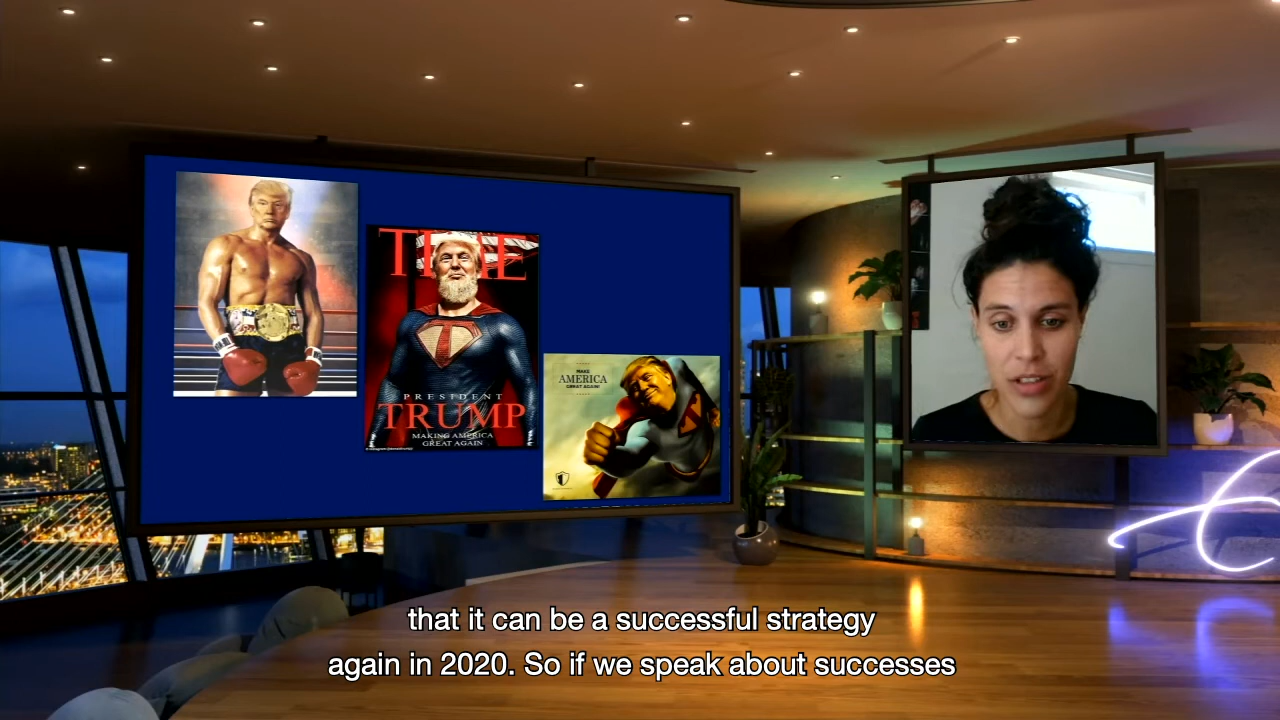 TIME
PRESIDENT
TRUMP
MAKING AMERICA
GREAT AGAIN
MAKE
AMERICA
GREAT AGAIN!
that it can be a successful strategy
again in 2020. So if we speak about successes